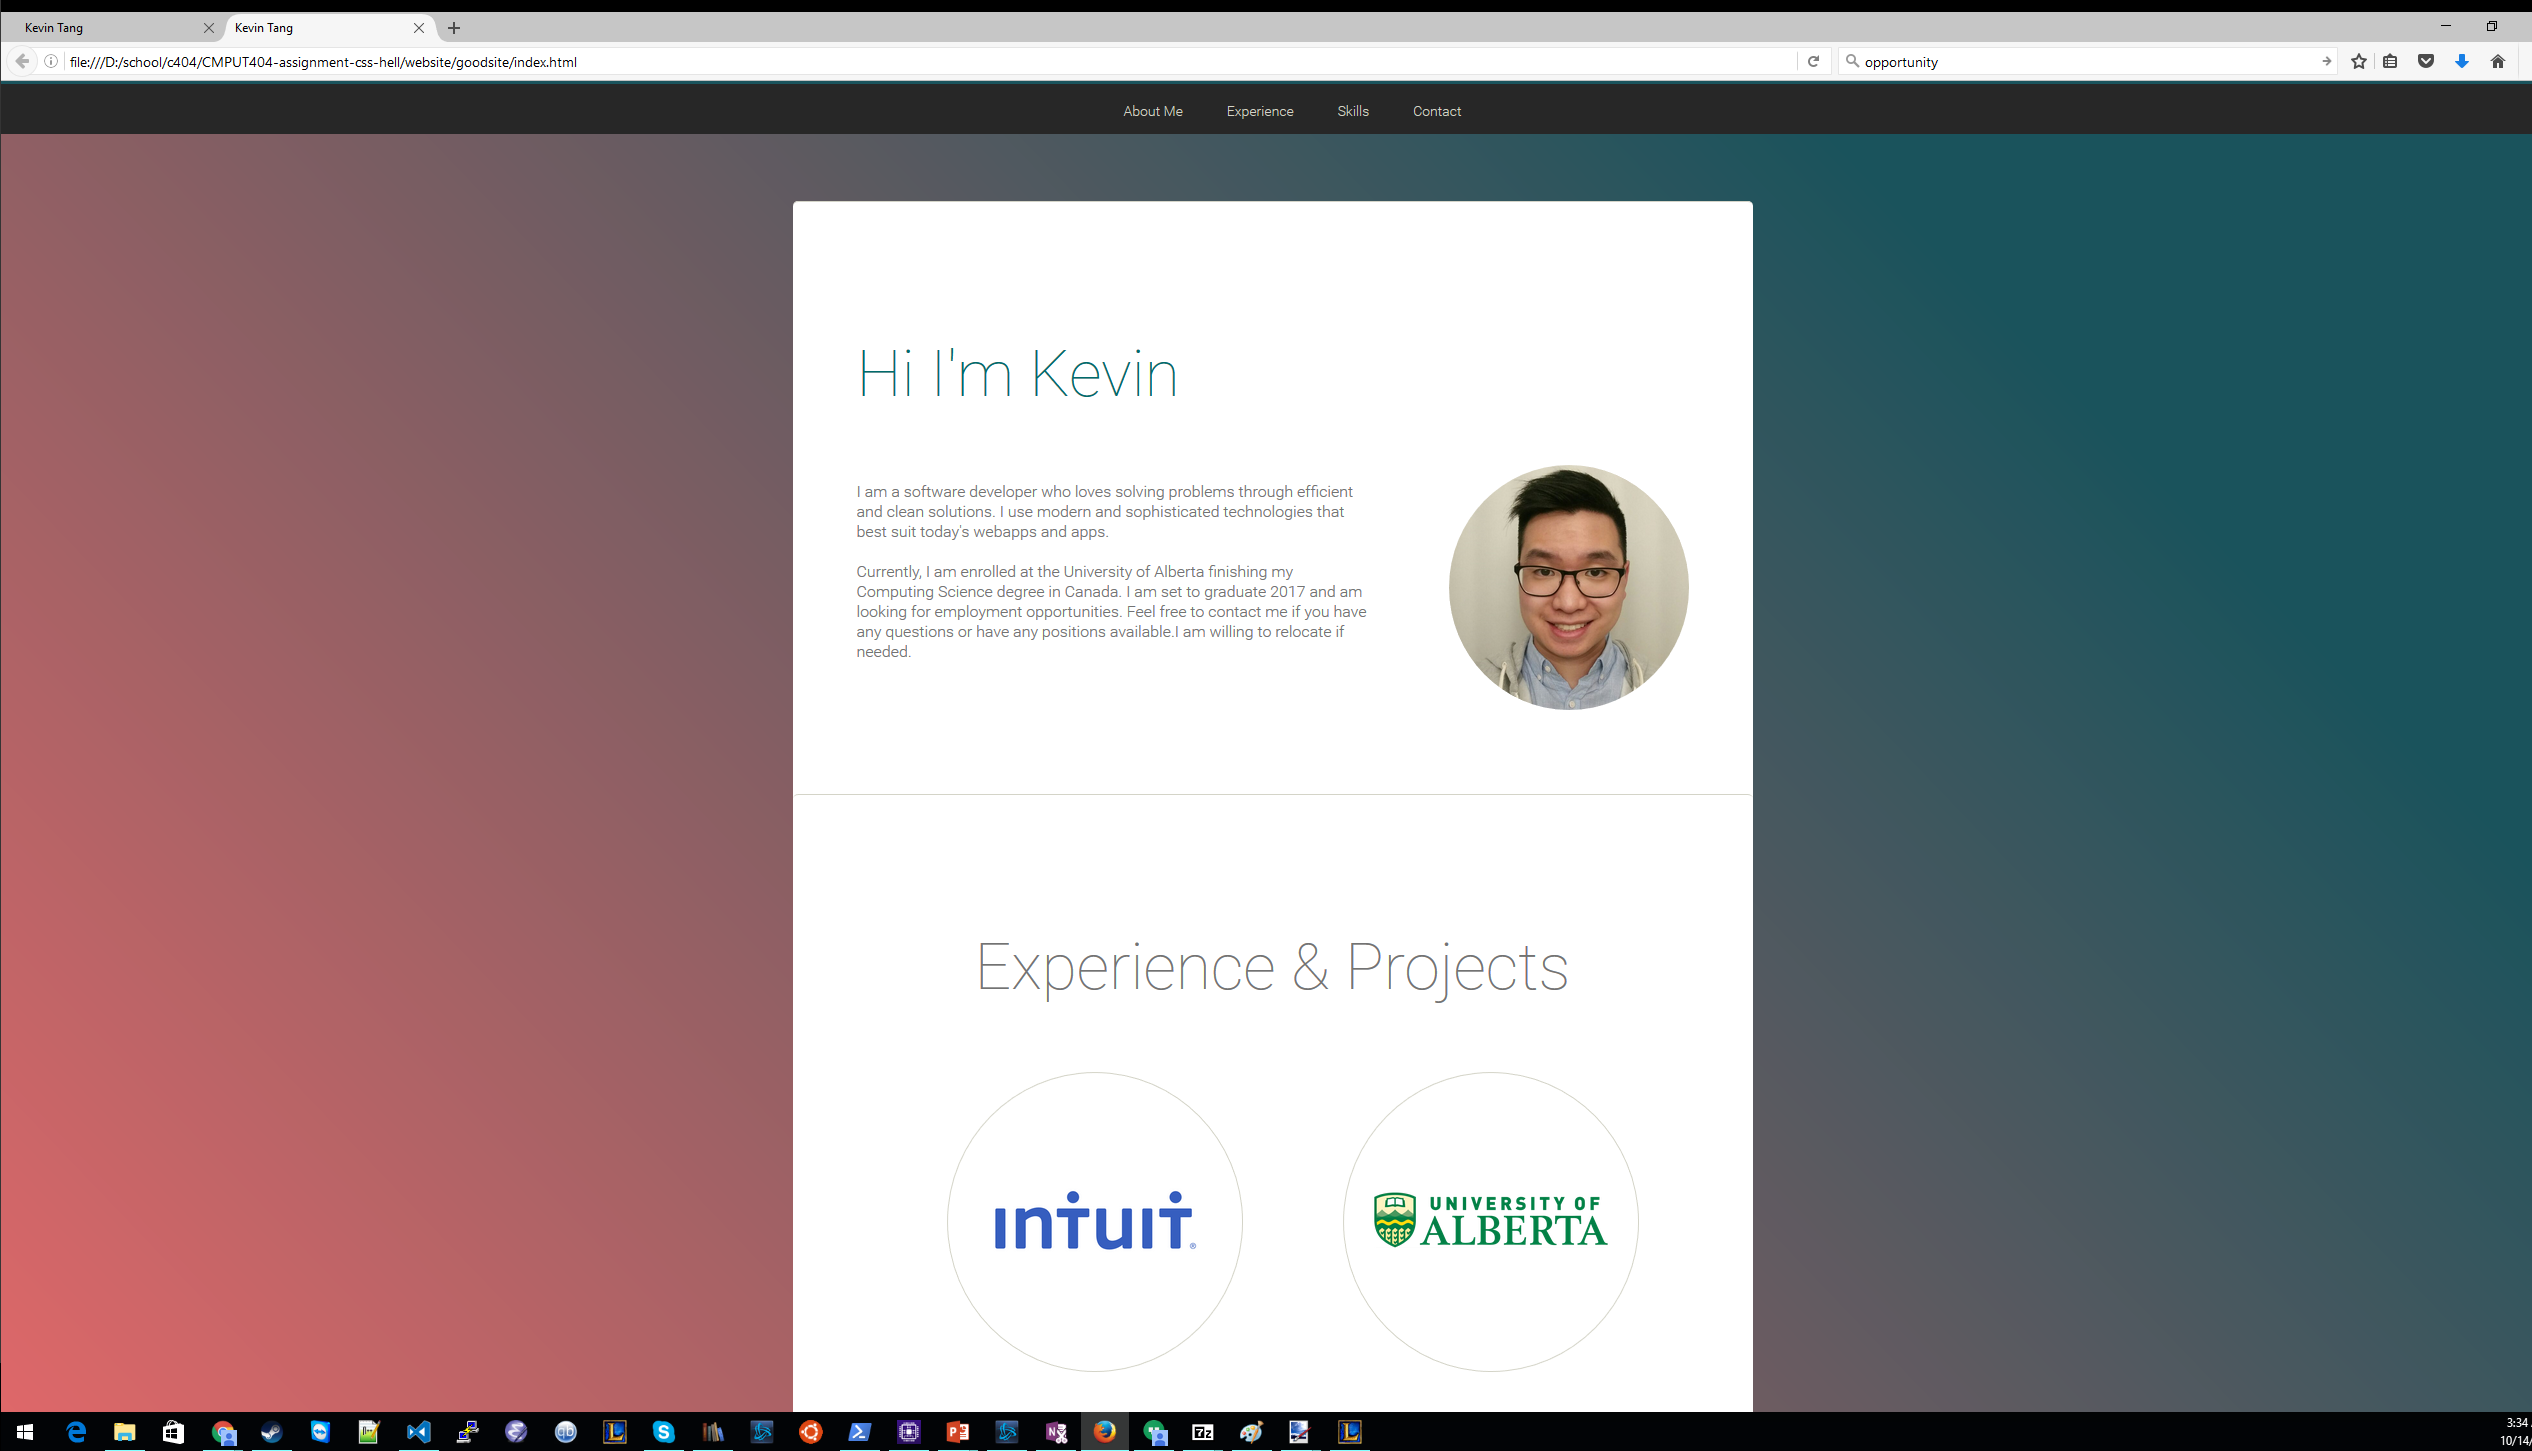 Kevin Tang
Kevin Tang
file:///D:/school/c404/CMPUT404-assignment-css-hell/website/goodsite/index.html
opportunity
About Me
Experience
Skills
Contact
Hi I'm Kevin
I am a software developer who loves solving problems through efficient
and clean solutions. I use modern and sophisticated technologies that
best suit today's webapps and apps.
Currently, I am enrolled at the University of Alberta finishing my
Computing Science degree in Canada. I am set to graduate 2017 and am
looking for employment opportunities. Feel free to contact me if you have
any questions or have any positions available.I am willing to relocate if
needed.
Experience & Projects
intuit®
UNIVERSITY OF
ALBERTA
qb
L
S
P
N
7z
L
3:34
10/14/